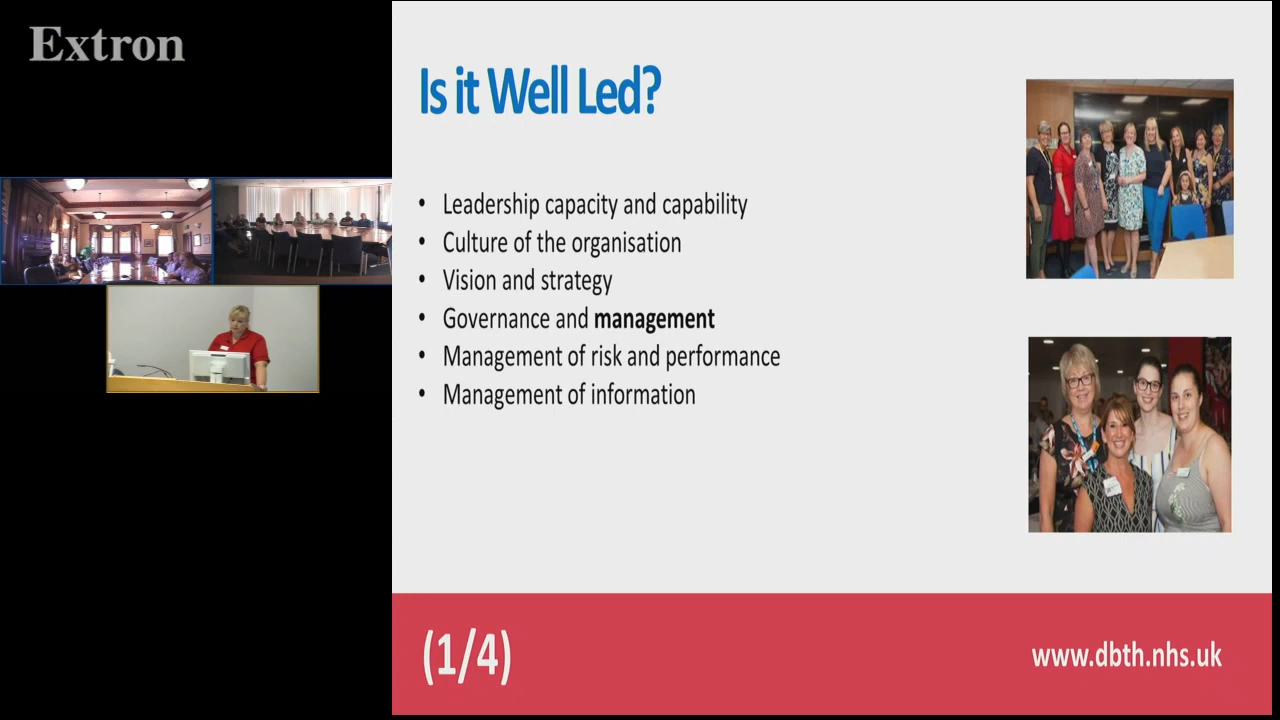 Extron
Is it Well Led?
• Leadership capacity and capability
• Culture of the organisation
• Vision and strategy
• Governance and management
• Management of risk and performance
• Management of information
(1/4)
www.dbth.nhs.uk